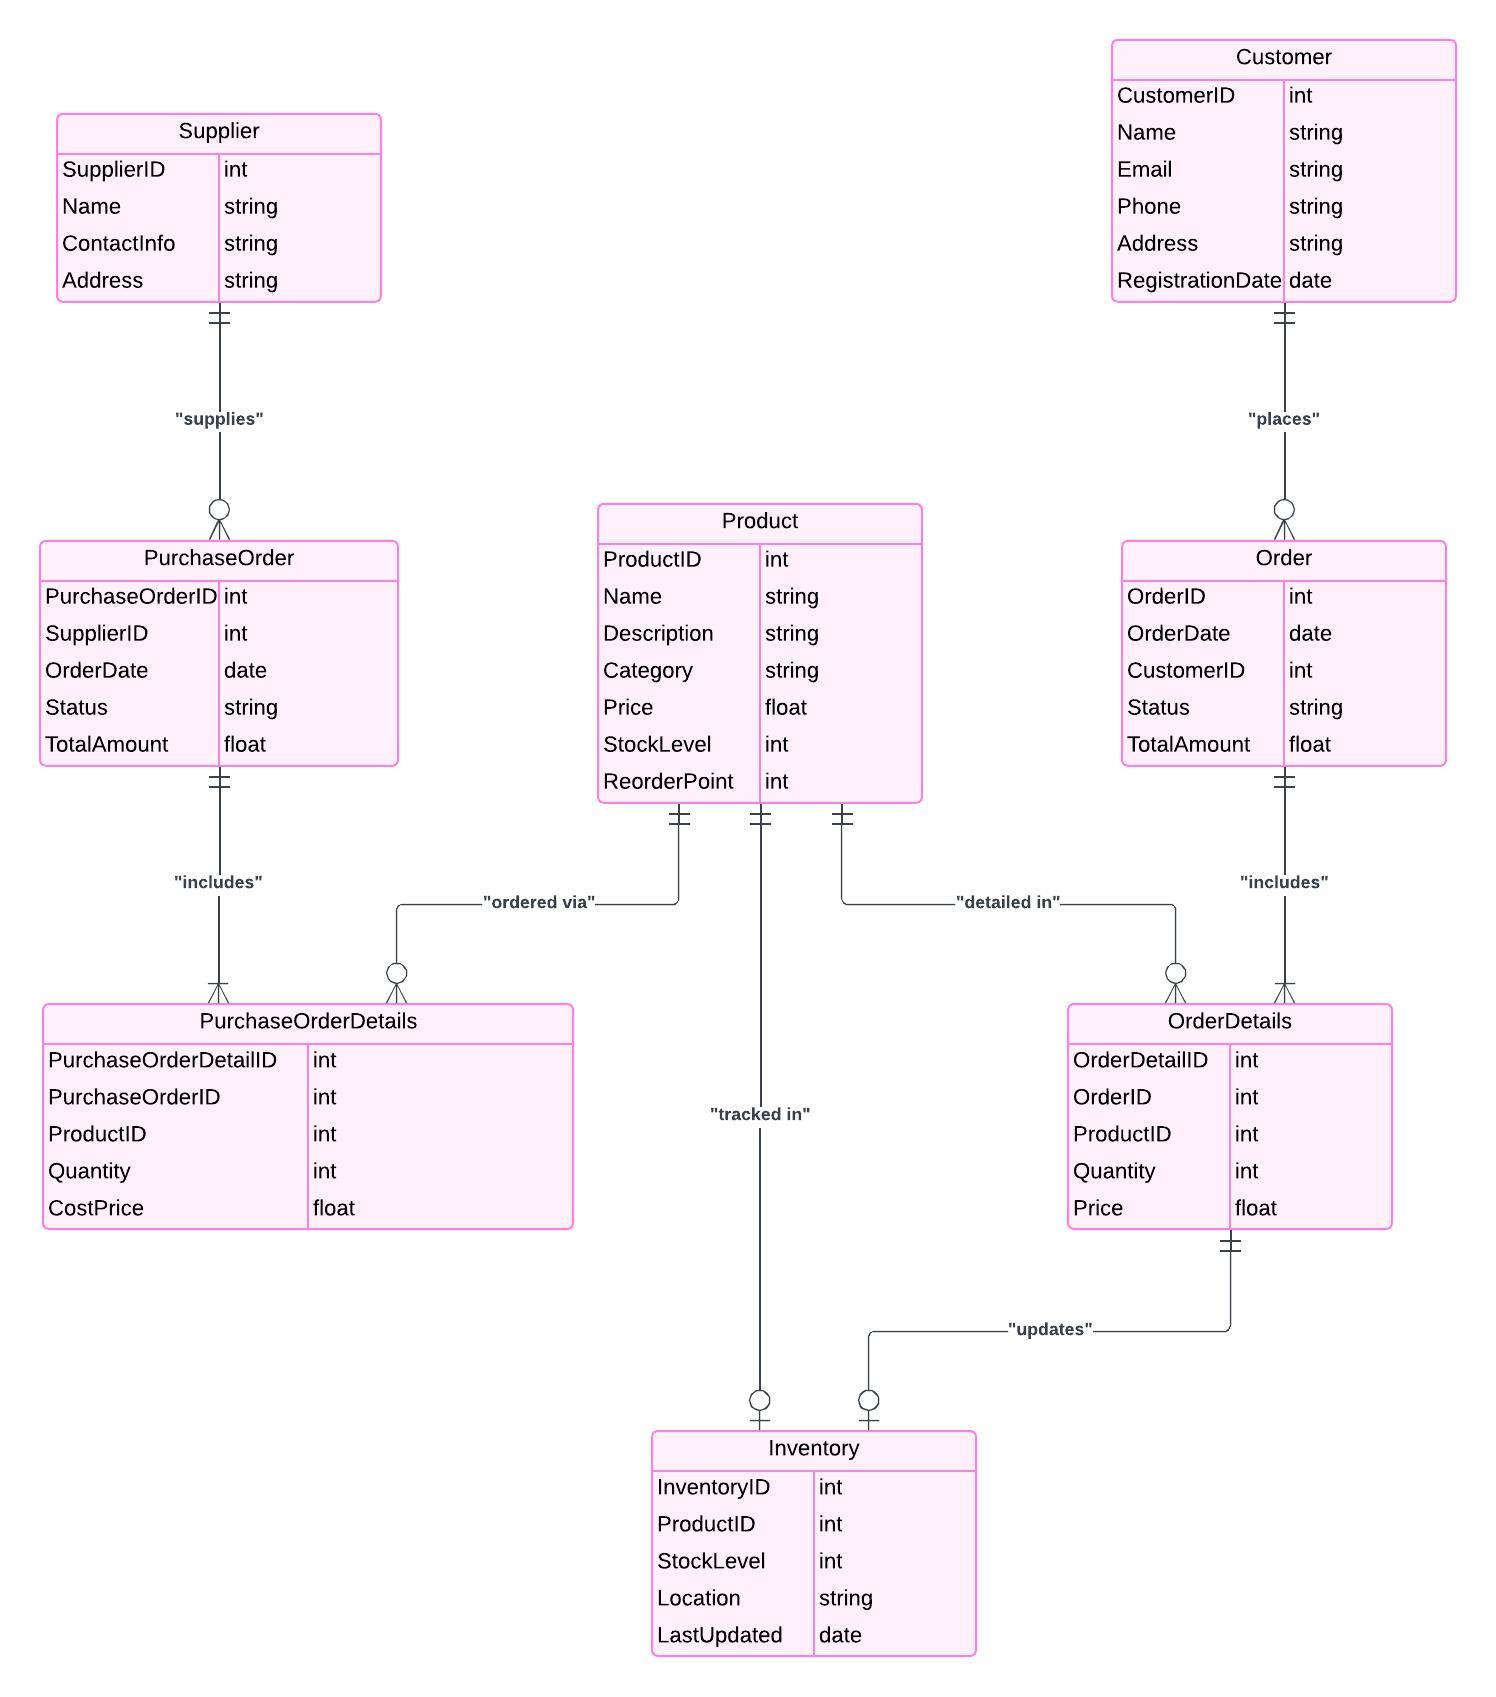 Customer
CustomerID int
Name string
Email string
Phone string
Address string
RegistrationDate date
Supplier
SupplierID int
Name string
ContactInfo string
Address string
"supplies"
"places"
Product
ProductID int
Name string
Description string
Category string
Price float
StockLevel int
ReorderPoint int
PurchaseOrder
PurchaseOrderID int
SupplierID int
OrderDate date
Status string
TotalAmount float
Order
OrderID int
OrderDate date
CustomerID int
Status string
TotalAmount float
"includes"
"ordered via"
"detailed in"
"includes"
PurchaseOrderDetails
PurchaseOrderDetailID int
PurchaseOrderID int
ProductID int
Quantity int
CostPrice float
"tracked in"
OrderDetails
OrderDetailID int
OrderID int
ProductID int
Quantity int
Price float
"updates"
Inventory
InventoryID int
ProductID int
StockLevel int
Location string
LastUpdated date